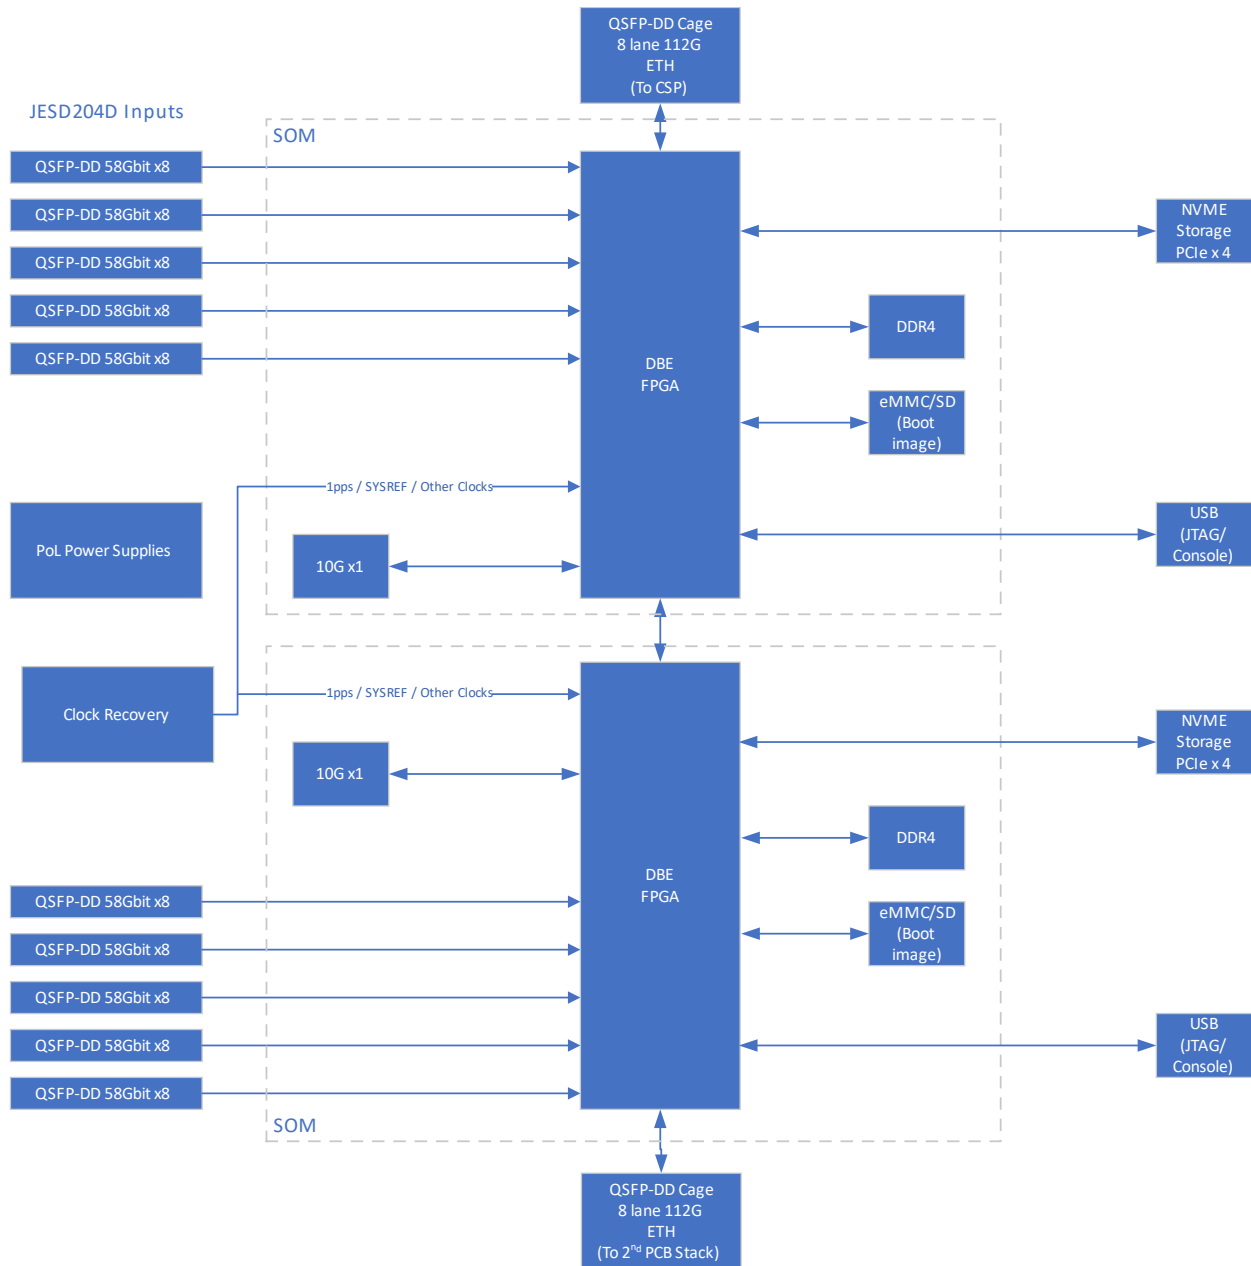 QSFP-DD Cage
8 lane 112G
ETH
(To CSP)
JESD204D Inputs
SOM
QSFP-DD 58Gbit x8
QSFP-DD 58Gbit x8
QSFP-DD 58Gbit x8
QSFP-DD 58Gbit x8
QSFP-DD 58Gbit x8
DBE
FPGA
NVME
Storage
PCIe x 4
DDR4
eMMC/SD
(Boot
image)
1pps / SYSREF / Other Clocks
PoL Power Supplies
10G x1
USB
(JTAG/
Console)
Clock Recovery
1pps / SYSREF / Other Clocks
10G x1
DBE
FPGA
NVME
Storage
PCIe x 4
DDR4
eMMC/SD
(Boot
image)
QSFP-DD 58Gbit x8
QSFP-DD 58Gbit x8
QSFP-DD 58Gbit x8
QSFP-DD 58Gbit x8
QSFP-DD 58Gbit x8
USB
(JTAG/
Console)
SOM
QSFP-DD Cage
8 lane 112G
ETH
(To 2nd PCB Stack)